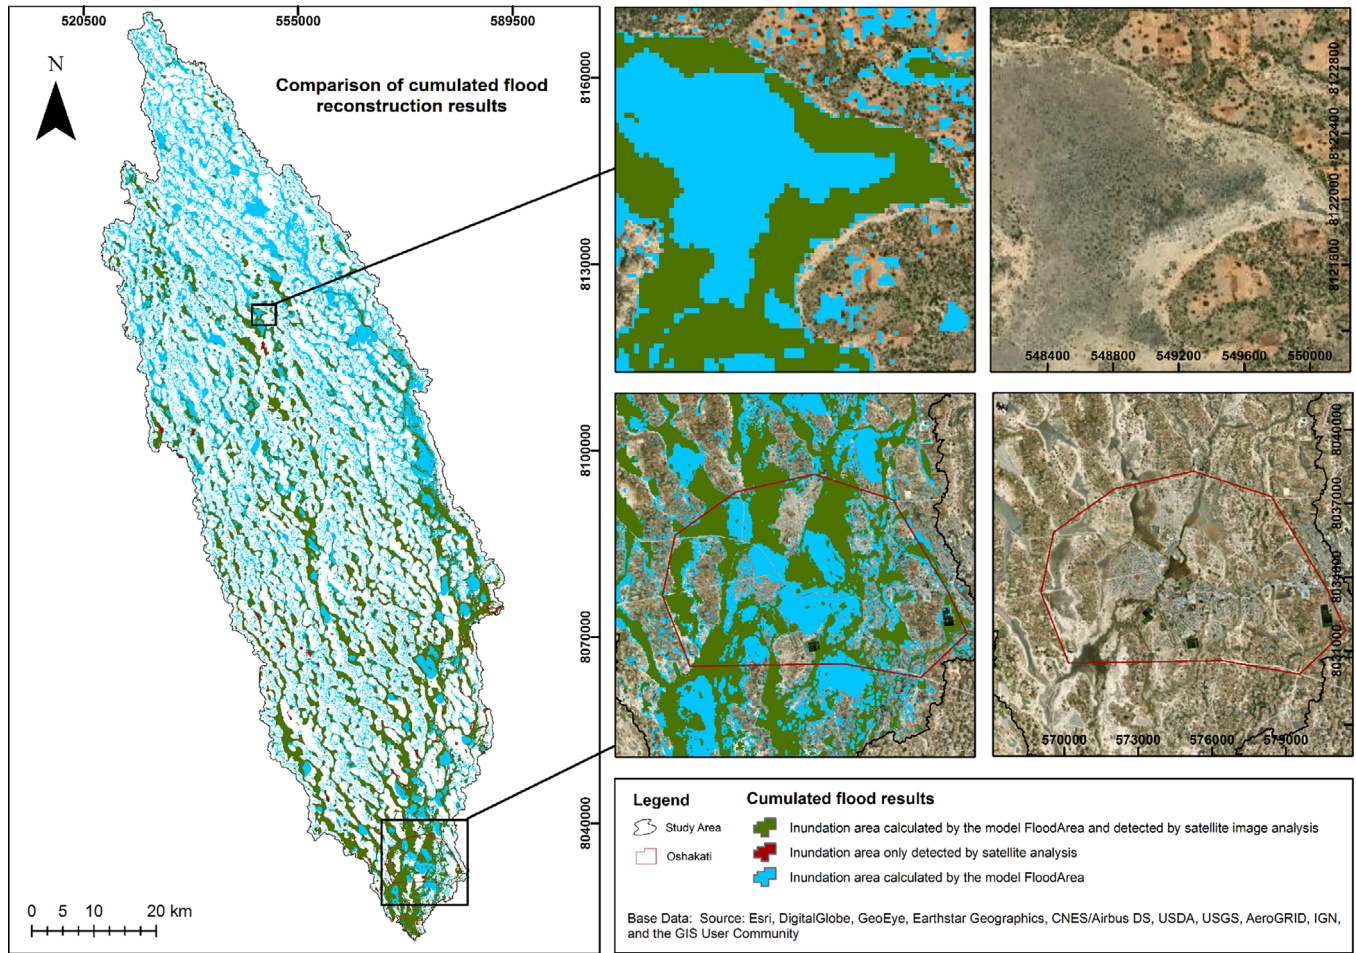 520500
555000
589500
N
Comparison of cumulated flood
reconstruction results
8160000
8130000
8100000
8070000
8040000
0 5 10 20 km
8122800
8122400
8122000
8121600
548400 548800 549200 549600 550000
8040000
8037000
8034000
8031000
570000 573000 576000 579000
Legend
Study Area
Oshakati
Cumulated flood results
Inundation area calculated by the model FloodArea and detected by satellite image analysis
Inundation area only detected by satellite analysis
Inundation area calculated by the model FloodArea
Base Data: Source: Esri, DigitalGlobe, GeoEye, Earthstar Geographics, CNES/Airbus DS, USDA, USGS, AeroGRID, IGN,
and the GIS User Community